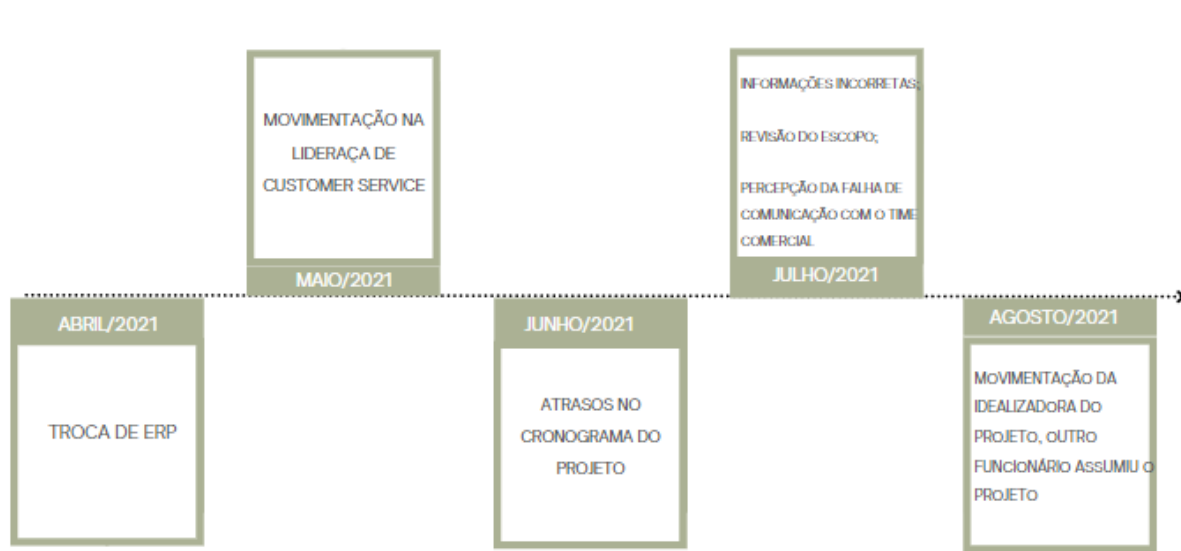 ABRIL/2021
TROCA DE ERP
MOVIMENTAÇÃO NA
LIDERAÇA DE
CUSTOMER SERVICE
MAIO/2021
JUNHO/2021
ATRASOS NO
CRONOGRAMA DO
PROJETO
INFORMAÇÕES INCORRETAS;
REVISÃO DO ESCOPO;
PERCEPÇÃO DA FALHA DE
COMUNICAÇÃO COM O TIME
COMERCIAL
JULHO/2021
AGOSTO/2021
MOVIMENTAÇÃO DA
IDEALIZADORA DO
PROJETO, OUTRO
FUNCIONÁRIO ASSUMIU O
PROJETO